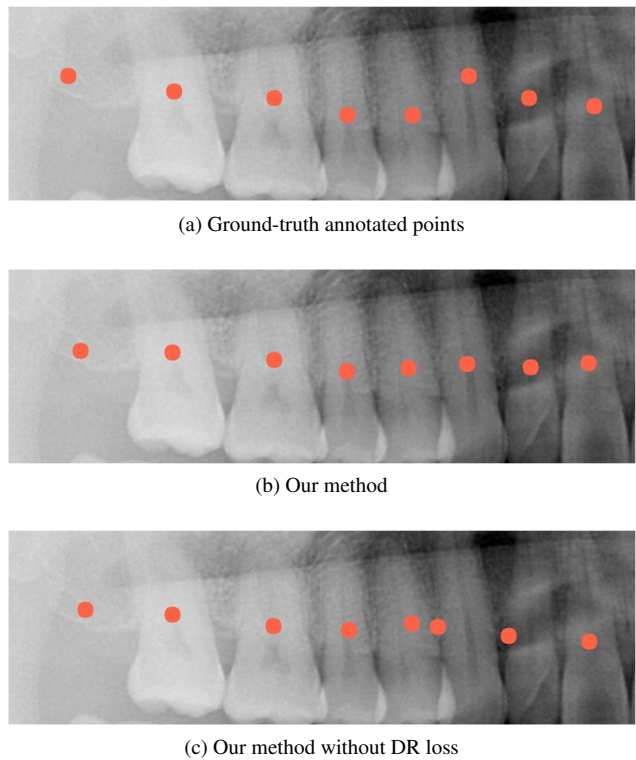 (a) Ground-truth annotated points
(b) Our method
(c) Our method without DR loss